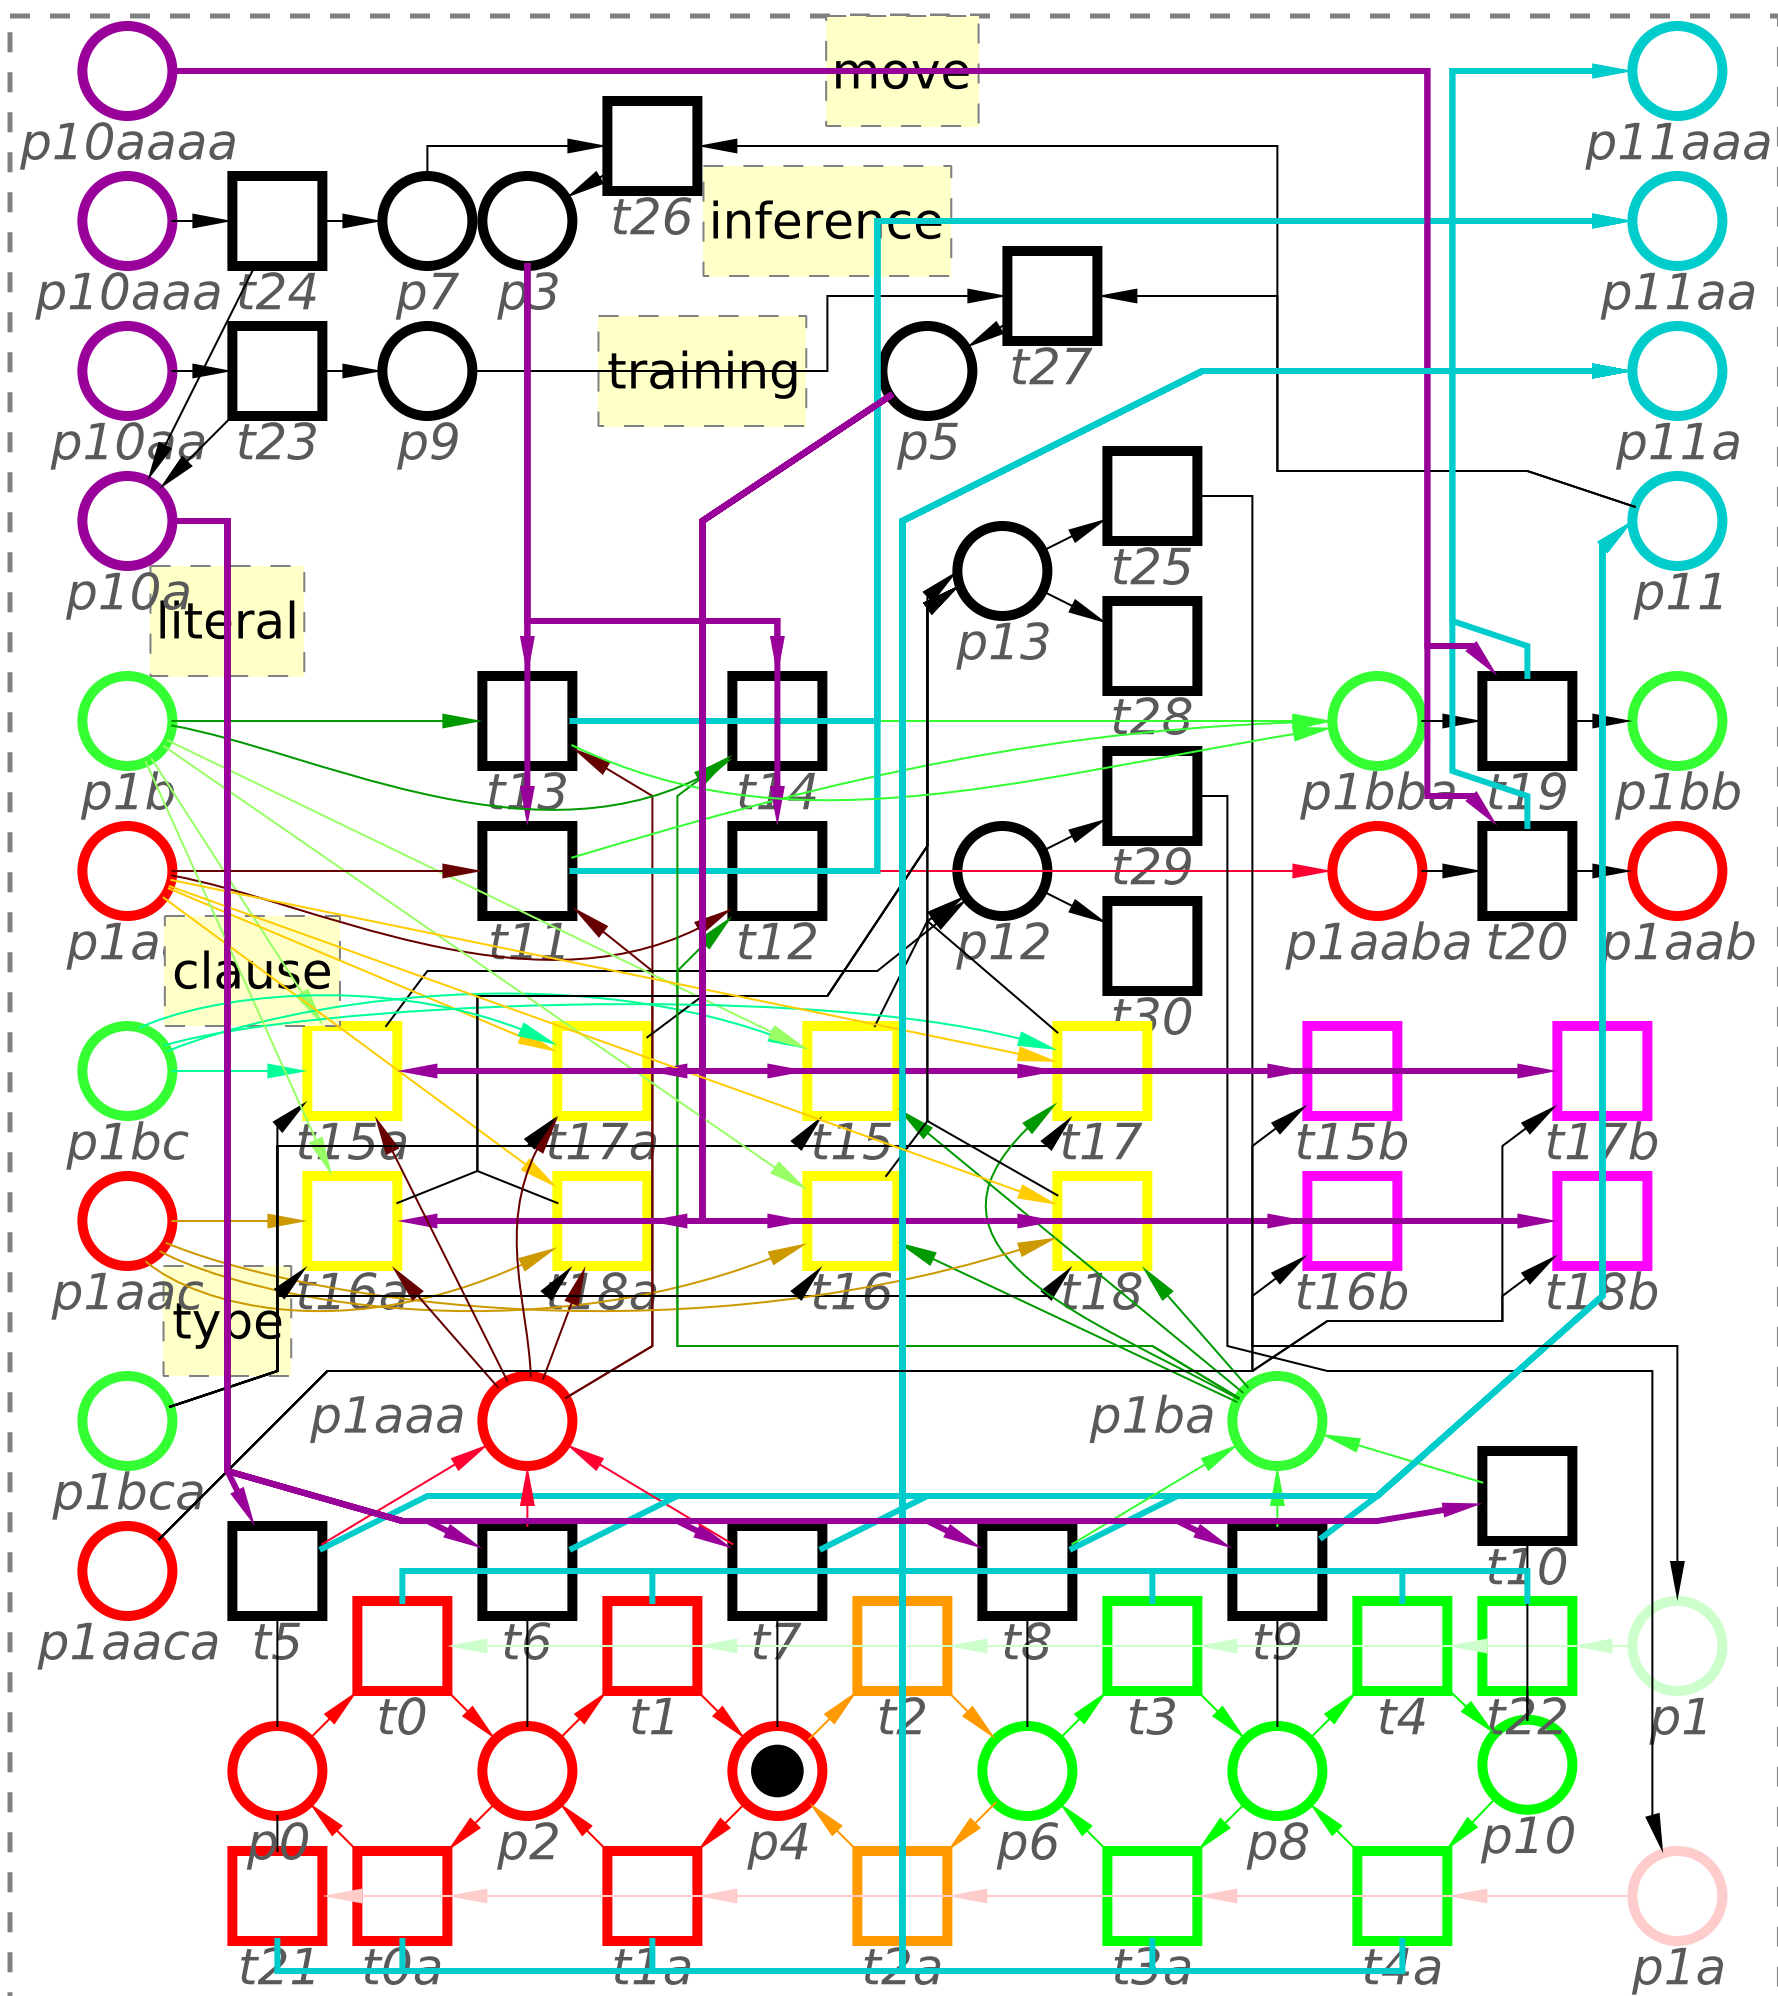 move
p10aaaa
p11aaa
t26
inference
p10aaa
t24
p7
p3
p11aa
training
t27
p10aa
t23
p9
p5
p11a
t25
p10a
literal
p13
p11
t28
p1b
t13
t14
p1bba
t19
p1bb
t29
p1a
t11
t12
p12
p1aaba
t20
p1aab
clause
t30
p1bc
t15a
t17a
t15
t17
t15b
t17b
p1aac
t16a
t18a
t16
t18
t16b
t18b
type
p1aaa
p1ba
p1bca
t10
p1aaca
t5
t6
t7
t8
t9
t0
t1
t2
t3
t4
t22
p1
p0
p2
p4
p6
p8
p10
t21
t0a
t1a
t2a
t3a
t4a
p1a